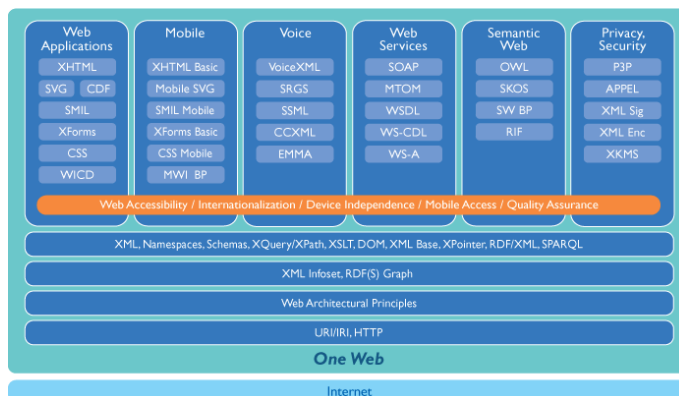 Web
Applications
XHTML
SVG CDF
SMIL
XForms
CSS
WICD
Mobile
XHTML Basic
Mobile SVG
SMIL Mobile
XForms Basic
CSS Mobile
MWI BP
Voice
VoiceXML
SRGS
SSML
CCXML
EMMA
Web
Services
SOAP
MTOM
WSDL
WS-CDL
WS-A
Semantic
Web
OWL
SKOS
SW BP
RIF
Privacy,
Security
P3P
APPEL
XML Sig
XML Enc
XKMS
Web Accessibility / Internationalization / Device Independence / Mobile Access / Quality Assurance
XML, Namespaces, Schemas, XQuery/XPath, XSLT, DOM, XML Base, XPointer, RDF/XML, SPARQL
XML Infoset, RDF(S) Graph
Web Architectural Principles
URI/IRI, HTTP
One Web
Internet